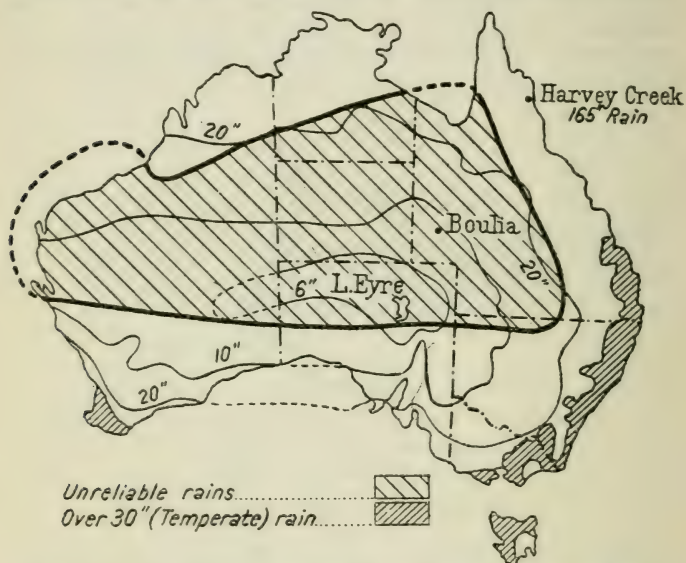 Harvey Creek
165" Rain
20"
Boulia
20"
L.Eyre
6"
10"
20"
Unreliable rains
Over 30" (Temperate) rain